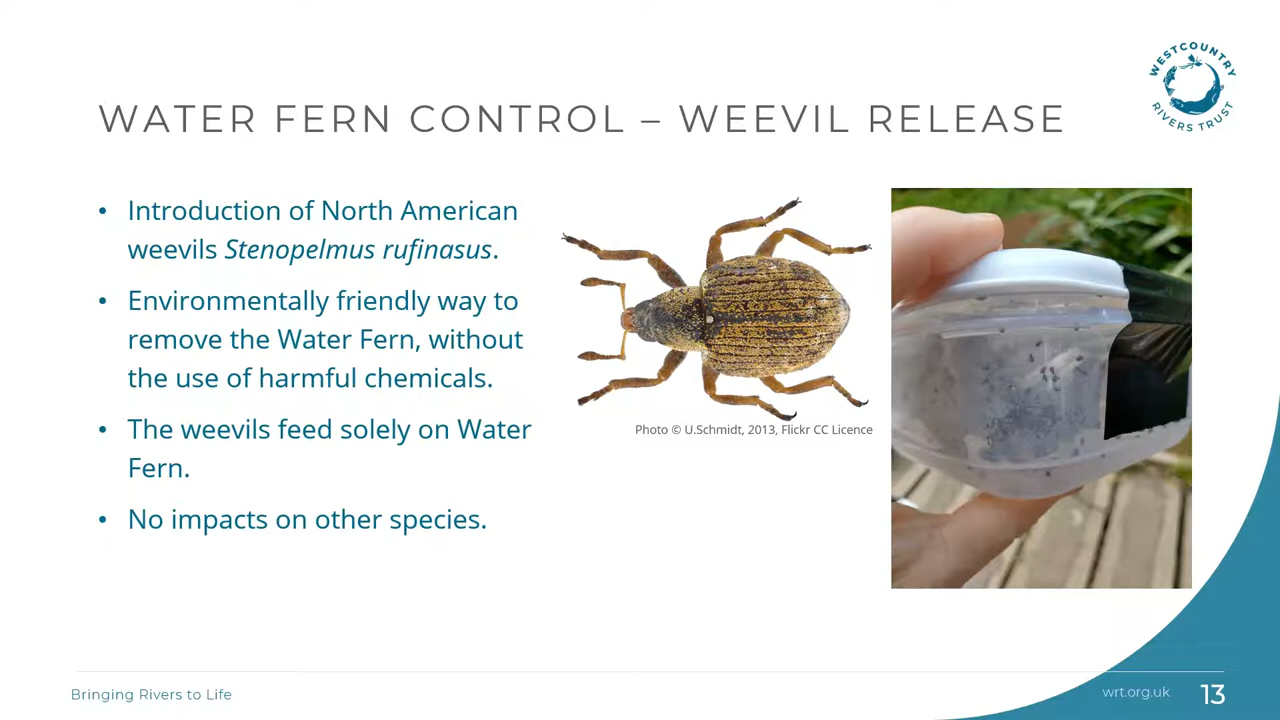 WESTCOUNTRY
RIVERS TRUST
WATER FERN CONTROL – WEEVIL RELEASE
• Introduction of North American
weevils Stenopelmus rufinasus.
• Environmentally friendly way to
remove the Water Fern, without
the use of harmful chemicals.
• The weevils feed solely on Water
Fern.
• No impacts on other species.
Photo © U.Schmidt, 2013, Flickr CC Licence
Bringing Rivers to Life
wrt.org.uk
13